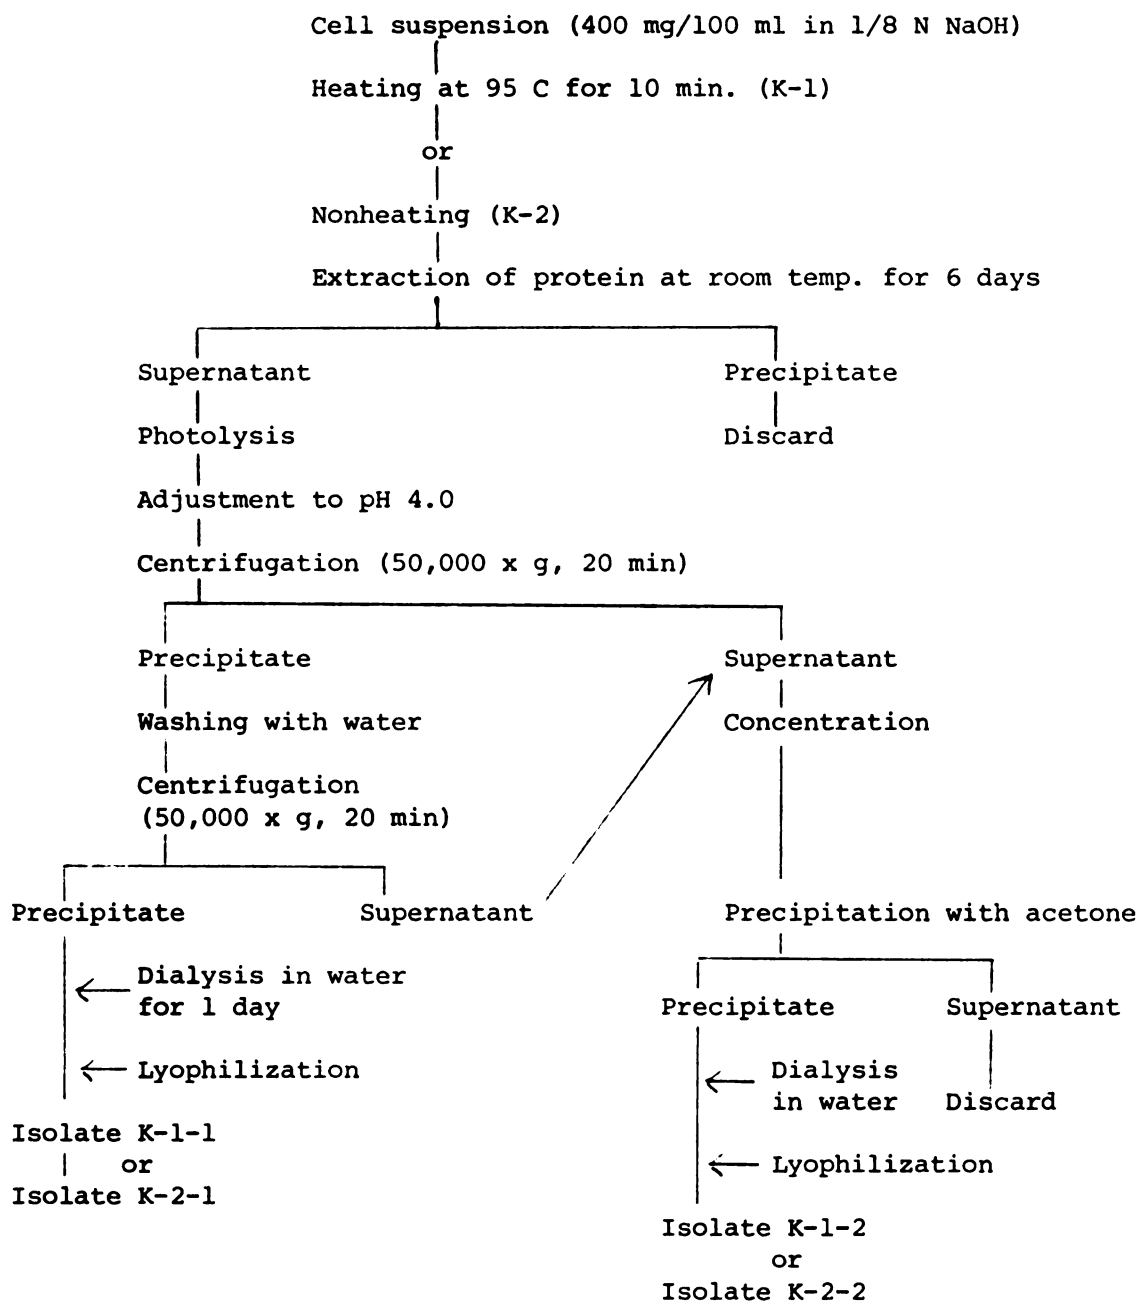 Cell suspension (400 mg/100 ml in 1/8 N NaOH)
Heating at 95 C for 10 min. (K-1)
or
Nonheating (K-2)
Extraction of protein at room temp. for 6 days
Supernatant
Precipitate
Photolysis
Discard
Adjustment to pH 4.0
Centrifugation (50,000 x g, 20 min)
Precipitate
Supernatant
Washing with water
Concentration
Centrifugation
(50,000 x g, 20 min)
Precipitate
Supernatant
Precipitation with acetone
Dialysis in water
for 1 day
Precipitate
Supernatant
Lyophilization
Dialysis
in water
Discard
Isolate K-1-1
or
Isolate K-2-1
Lyophilization
Isolate K-1-2
or
Isolate K-2-2